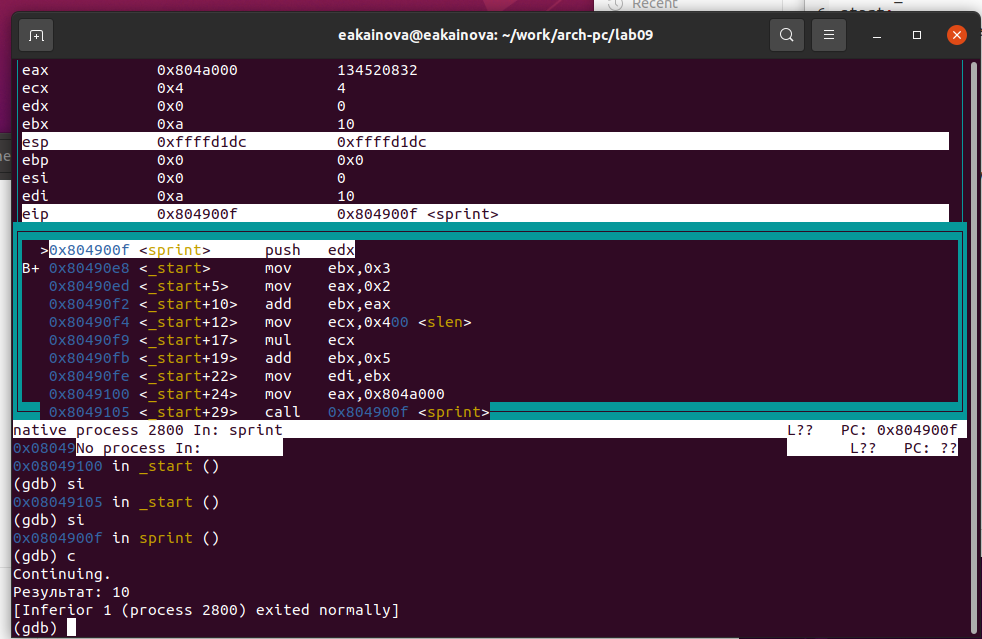 Recent
start:
eakainova@eakainova: ~/work/arch-pc/lab09
eax 0x804a000 134520832
ecx 0x4 4
edx 0x0 0
ebx 0xa 10
esp 0xffffd1dc 0xffffd1dc
ebp 0x0 0x0
esi 0x0 0
edi 0xa 10
eip 0x804900f 0x804900f <sprint>
>0x804900f <sprint> push edx
B+ 0x80490e8 <_start> mov ebx,0x3
0x80490ed <_start+5> mov eax,0x2
0x80490f2 <_start+10> add ebx,eax
0x80490f4 <_start+12> mov ecx,0x400 <slen>
0x80490f9 <_start+17> mul ecx
0x80490fb <_start+19> add ebx,0x5
0x80490fe <_start+22> mov edi,ebx
0x8049100 <_start+24> mov eax,0x804a000
0x8049105 <_start+29> call 0x804900f <sprint>
native process 2800 In: sprint L?? PC: 0x804900f
0x08049No process In: L?? PC: ??
0x08049100 in _start ()
(gdb) si
0x08049105 in _start ()
(gdb) si
0x0804900f in sprint ()
(gdb) c
Continuing.
Результат: 10
[Inferior 1 (process 2800) exited normally]
(gdb)